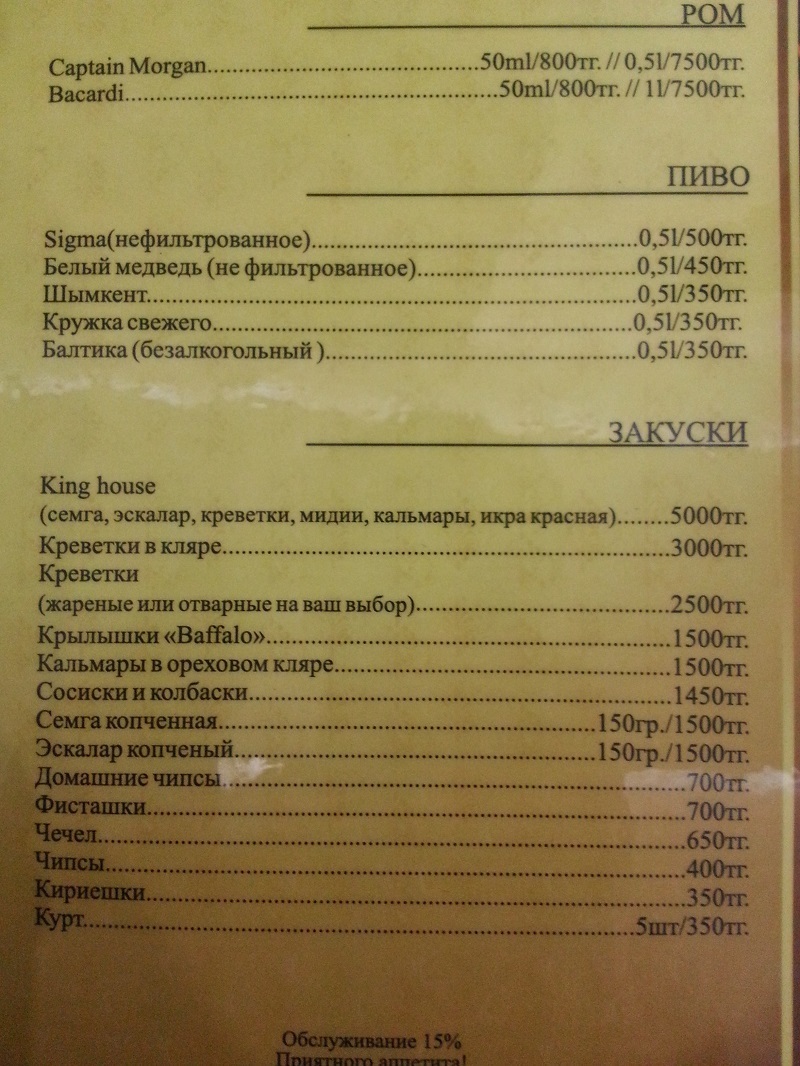 РОМ
Captain Morgan..........50ml/800тг. // 0,5l/7500тг.
Bacardi..........50ml/800тг. // 1l/7500тг.
ПИВО
Sigma(нефильтрованное)..........0,5l/500тг.
Белый медведь (не фильтрованное)..........0,5l/450тг.
Шымкент..........0,5l/350тг.
Кружка свежего..........0,5l/350тг.
Балтика (безалкогольный )..........0,5l/350тг.
ЗАКУСКИ
King house
(семга, эскалар, креветки, мидии, кальмары, икра красная)........5000тг.
Креветки в кляре..........3000тг.
Креветки
(жареные или отварные на ваш выбор)..........2500тг.
Крылышки «Baffalo»..........1500тг.
Кальмары в ореховом кляре..........1500тг.
Сосиски и колбаски..........1450тг.
Семга копченная..........150гр./1500тг.
Эскалар копченый..........150гр./1500тг.
Домашние чипсы..........700тг.
Фисташки..........700тг.
Чечел..........650тг.
Чипсы..........400тг.
Кириешки..........350тг.
Курт..........5шт/350тг.
Обслуживание 15%
Приятного аппетита!